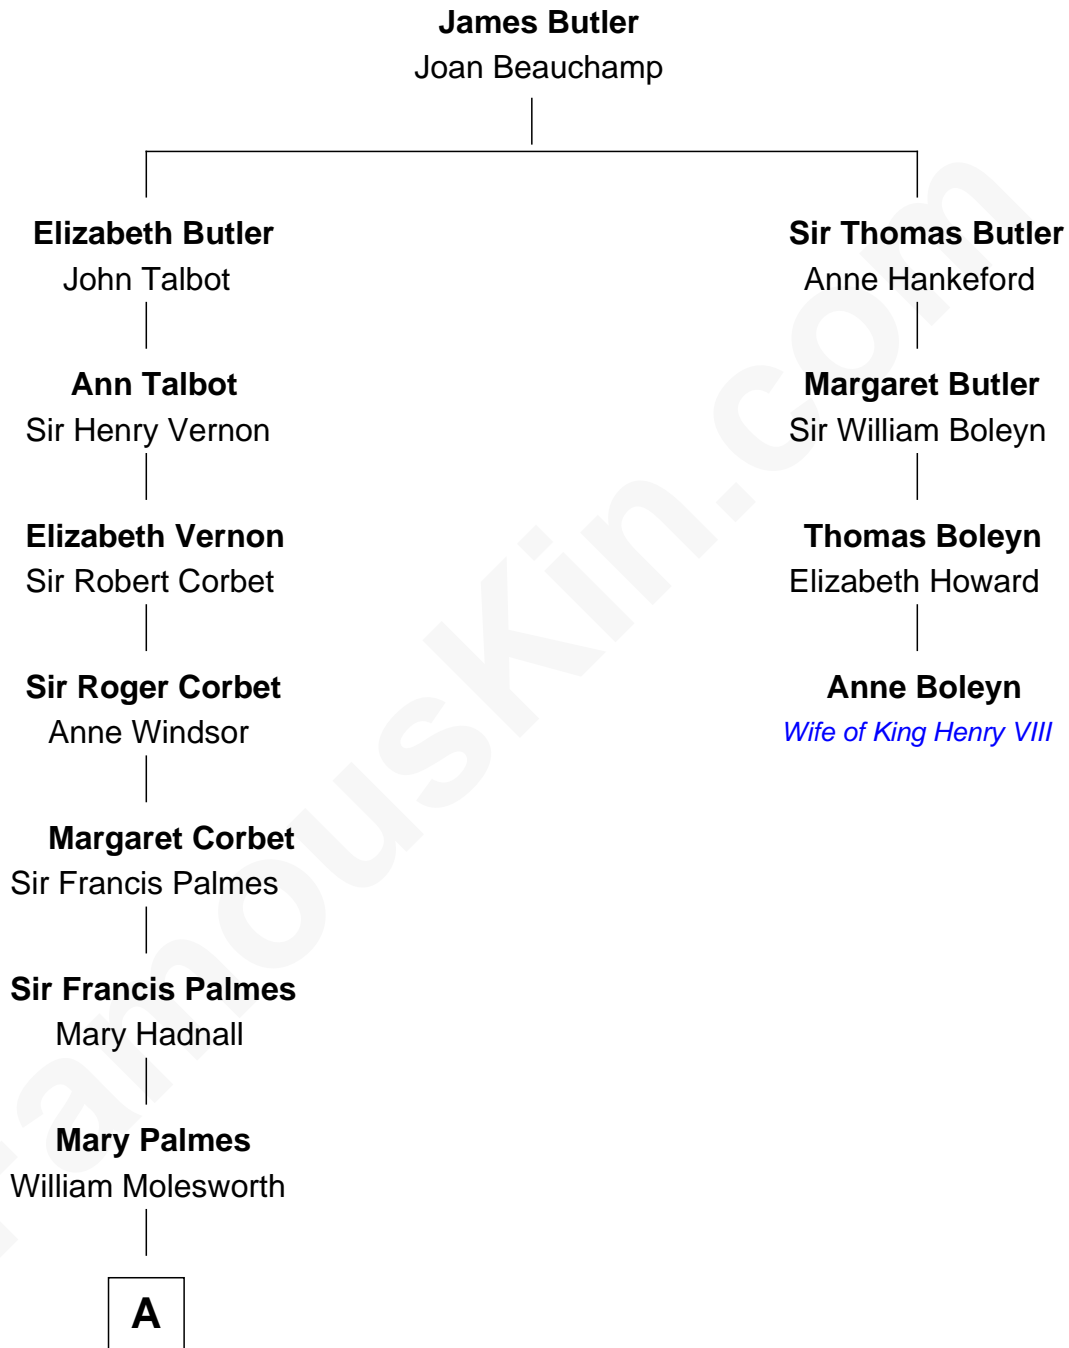 James Butler
Joan Beauchamp
Elizabeth Butler
John Talbot
Ann Talbot
Sir Henry Vernon
Elizabeth Vernon
Sir Robert Corbet
Sir Roger Corbet
Anne Windsor
Margaret Corbet
Sir Francis Palmes
Sir Francis Palmes
Mary Hadnall
Mary Palmes
William Molesworth
A
Sir Thomas Butler
Anne Hankeford
Margaret Butler
Sir William Boleyn
Thomas Boleyn
Elizabeth Howard
Anne Boleyn
Wife of King Henry VIII
FamousKin.com